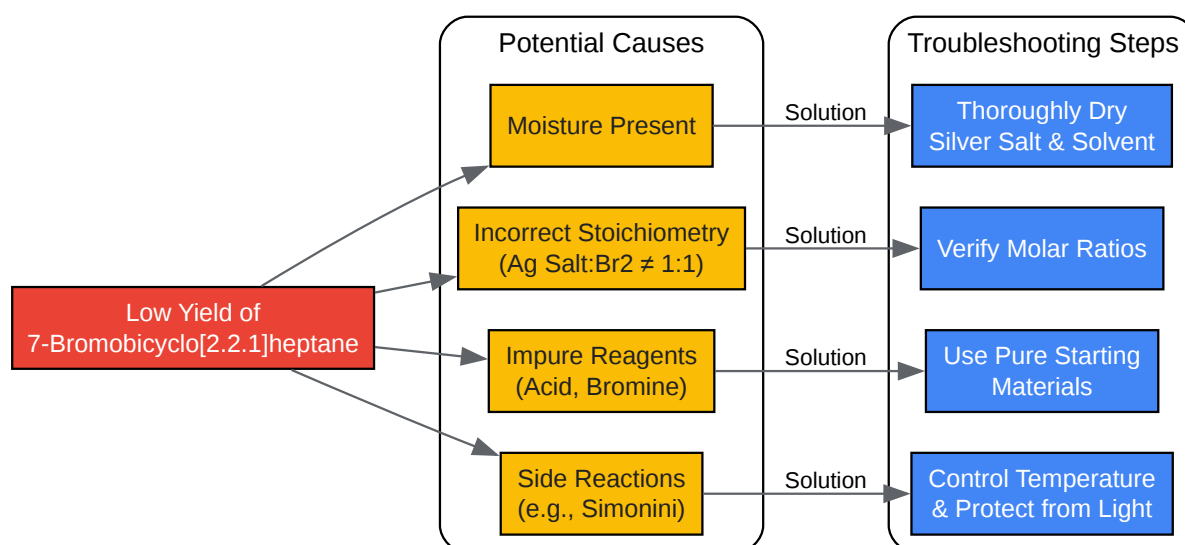 Potential Causes
Troubleshooting Steps
Moisture Present
Solution
Thoroughly Dry
Silver Salt & Solvent
Incorrect Stoichiometry
(Ag Salt:Br2 ≠ 1:1)
Solution
Verify Molar Ratios
Low Yield of
7-Bromobicyclo[2.2.1]heptane
Impure Reagents
(Acid, Bromine)
Solution
Use Pure Starting
Materials
Side Reactions
(e.g., Simonini)
Solution
Control Temperature
& Protect from Light